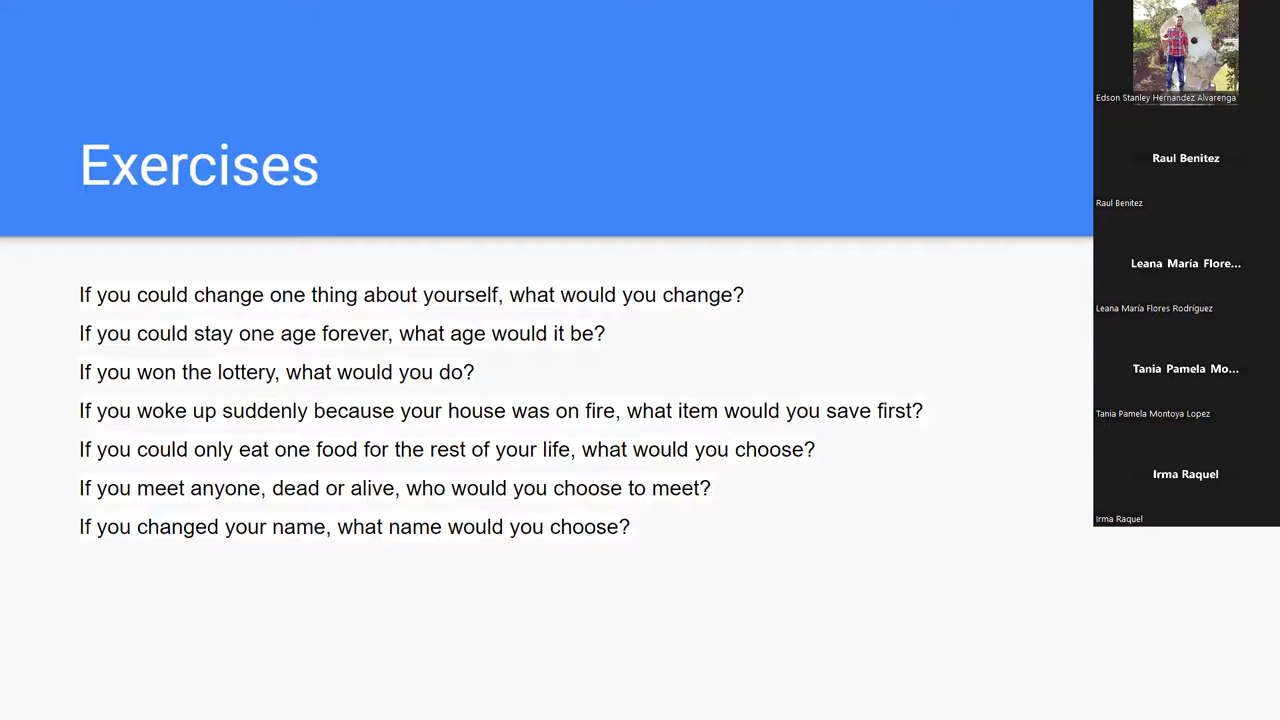 Exercises
If you could change one thing about yourself, what would you change?
If you could stay one age forever, what age would it be?
If you won the lottery, what would you do?
If you woke up suddenly because your house was on fire, what item would you save first?
If you could only eat one food for the rest of your life, what would you choose?
If you meet anyone, dead or alive, who would you choose to meet?
If you changed your name, what name would you choose?
Edson Stanley Hernandez Alvarenga
Raul Benitez
Raul Benitez
Leana María Flore...
Leana María Flores Rodríguez
Tania Pamela Mo...
Tania Pamela Montoya Lopez
Irma Raquel
Irma Raquel